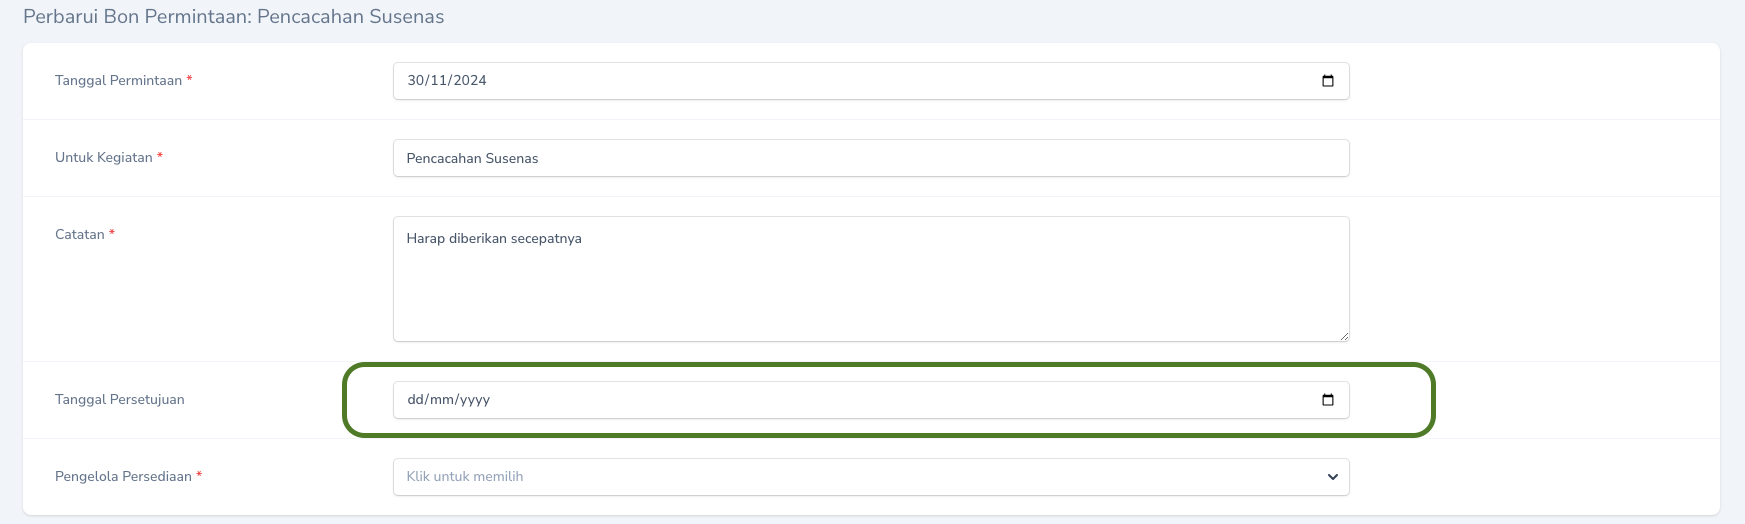 Perbarui Bon Permintaan: Pencacahan Susenas
Tanggal Permintaan *
30/11/2024
Untuk Kegiatan *
Pencacahan Susenas
Catatan *
Harap diberikan secepatnya
Tanggal Persetujuan
dd/mm/yyyy
Pengelola Persediaan *
Klik untuk memilih